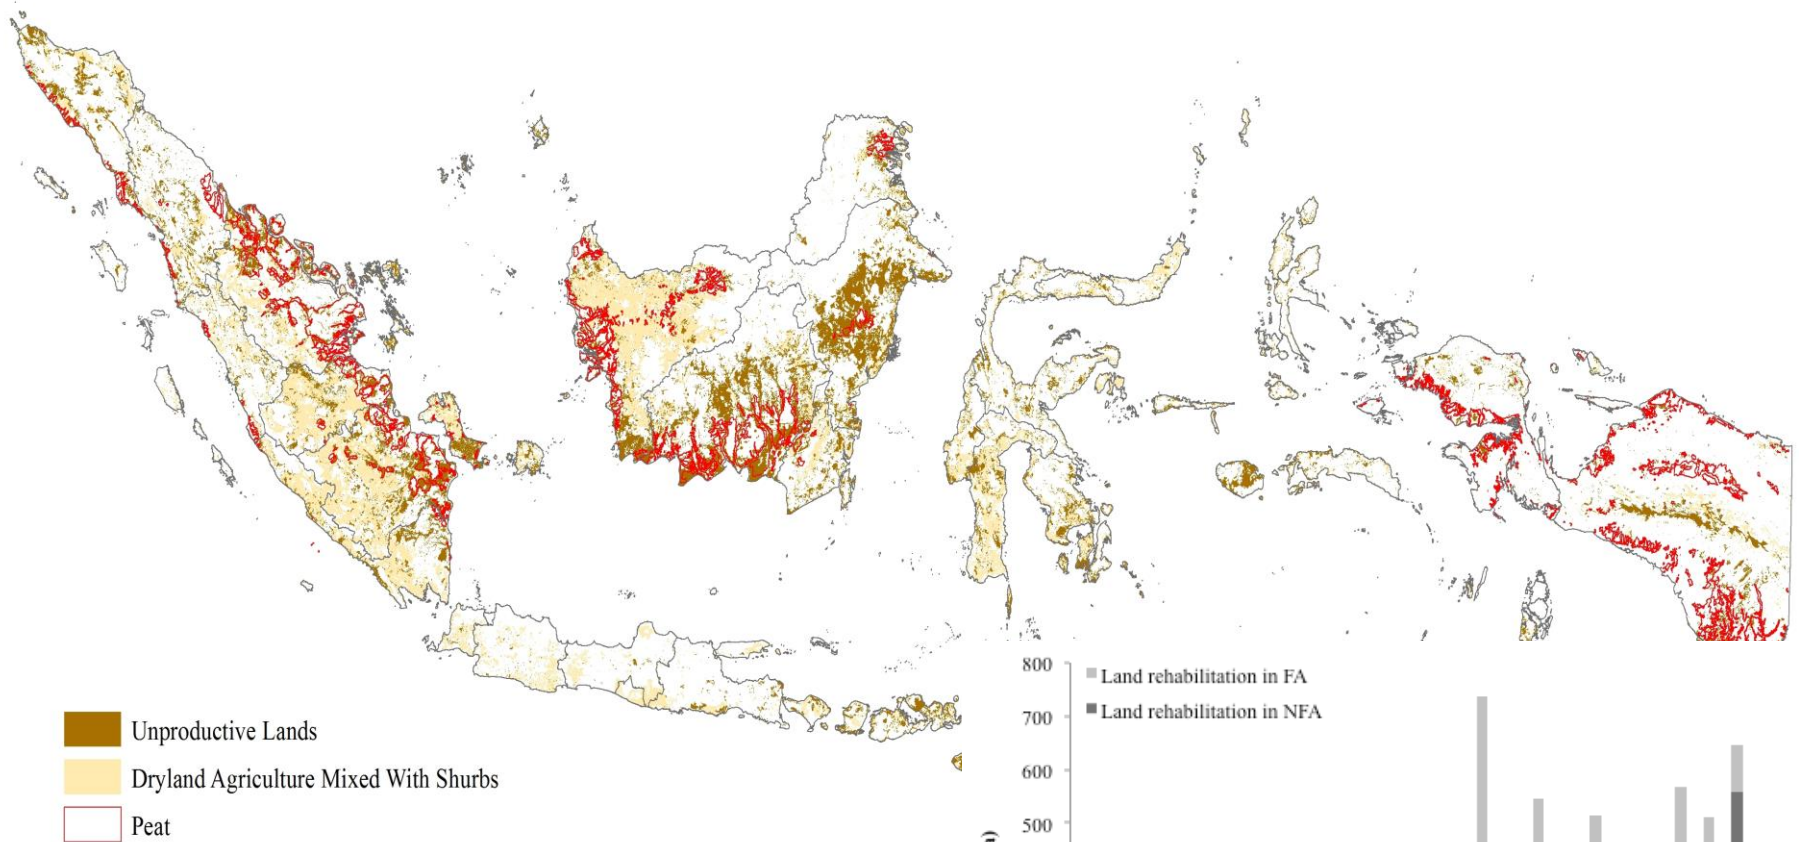 Unproductive Lands
Dryland Agriculture Mixed With Shurbs
Peat
800
Land rehabilitation in FA
Land rehabilitation in NFA
700
600
500